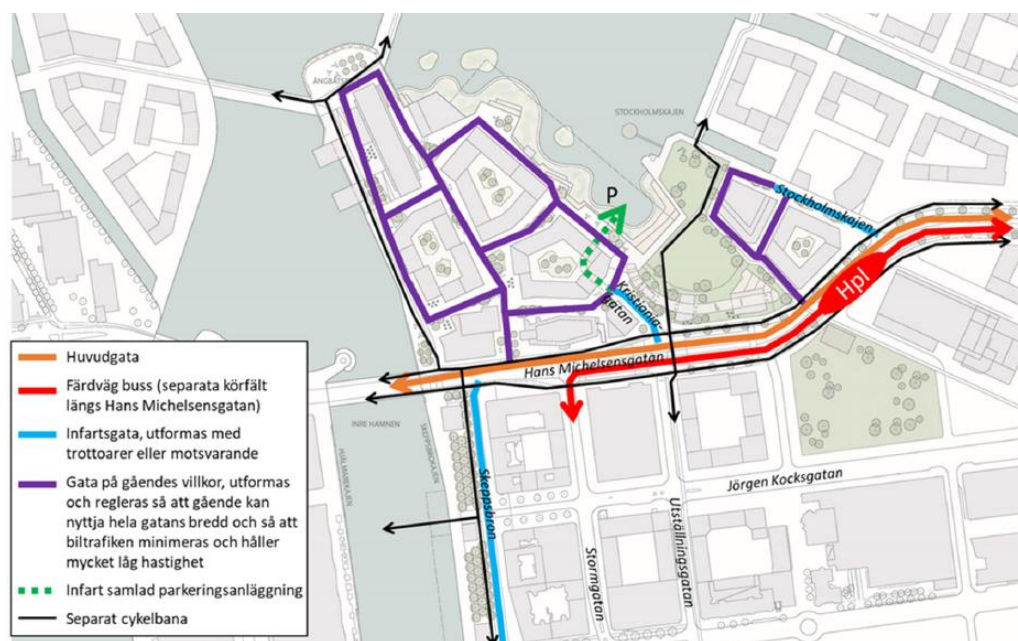 ÅNGBÅTSBRON
STOCKHOLMSKAJEN
P
Stockholmskajen
Kristiania-
gatan
Hpl
Hans Michelsensgatan
INRE HAMNEN
HJÄLMAREKAJEN
SKEPPSBROKAJEN
Skeppsbron
Stormgatan
Utställningsgatan
Jörgen Kocksgatan
Huvudgata
Färdväg buss (separata körfält
längs Hans Michelsensgatan)
Infartsgata, utformas med
trottoarer eller motsvarande
Gata på gåendes villkor, utformas
och regleras så att gående kan
nyttja hela gatans bredd och så att
biltrafiken minimeras och håller
mycket låg hastighet
Infart samlad parkeringsanläggning
Separat cykelbana